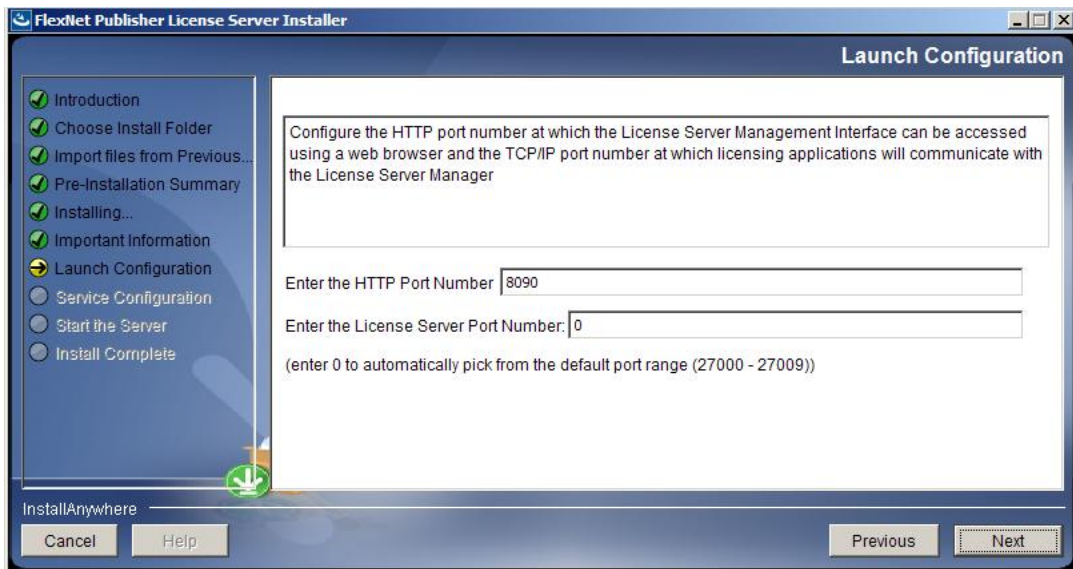 FlexNet Publisher License Server Installer
Launch Configuration
Introduction
Choose Install Folder
Import files from Previous...
Pre-Installation Summary
Installing...
Important Information
Launch Configuration
Service Configuration
Start the Server
Install Complete
Configure the HTTP port number at which the License Server Management Interface can be accessed
using a web browser and the TCP/IP port number at which licensing applications will communicate with
the License Server Manager
Enter the HTTP Port Number 8090
Enter the License Server Port Number: 0
(enter 0 to automatically pick from the default port range (27000 - 27009))
InstallAnywhere
Cancel Help Previous Next